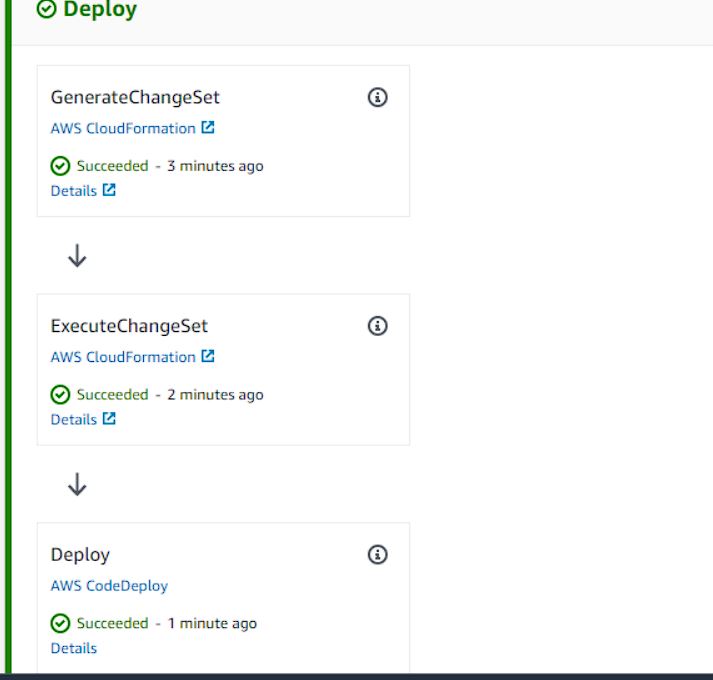 Deploy
GenerateChangeSet
AWS CloudFormation
Succeeded - 3 minutes ago
Details
ExecuteChangeSet
AWS CloudFormation
Succeeded - 2 minutes ago
Details
Deploy
AWS CodeDeploy
Succeeded - 1 minute ago
Details